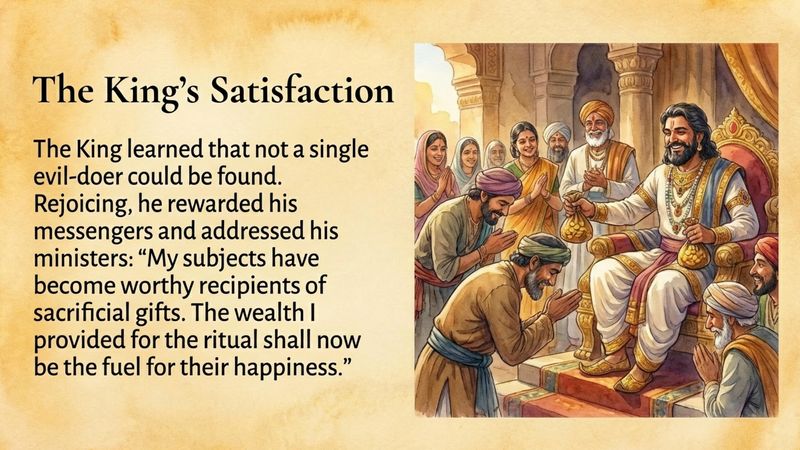 The King’s Satisfaction
The King learned that not a single
evil-doer could be found.
Rejoicing, he rewarded his
messengers and addressed his
ministers: “My subjects have
become worthy recipients of
sacrificial gifts. The wealth I
provided for the ritual shall now
be the fuel for their happiness.”